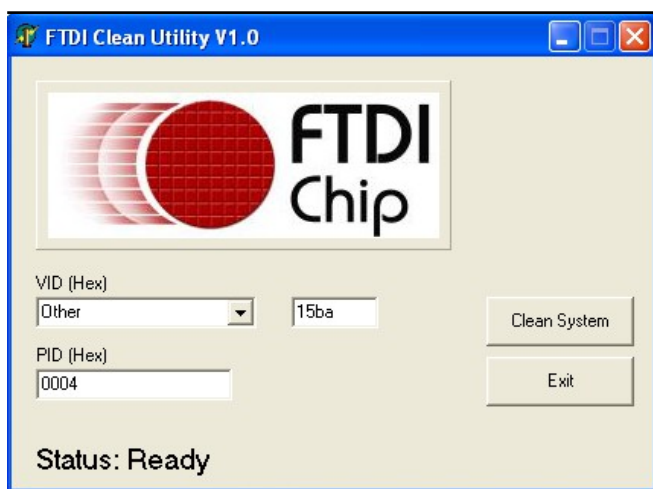 FTDI Clean Utility V1.0
FTDI
Chip
VID (Hex)
Other
15ba
Clean System
PID (Hex)
0004
Exit
Status: Ready